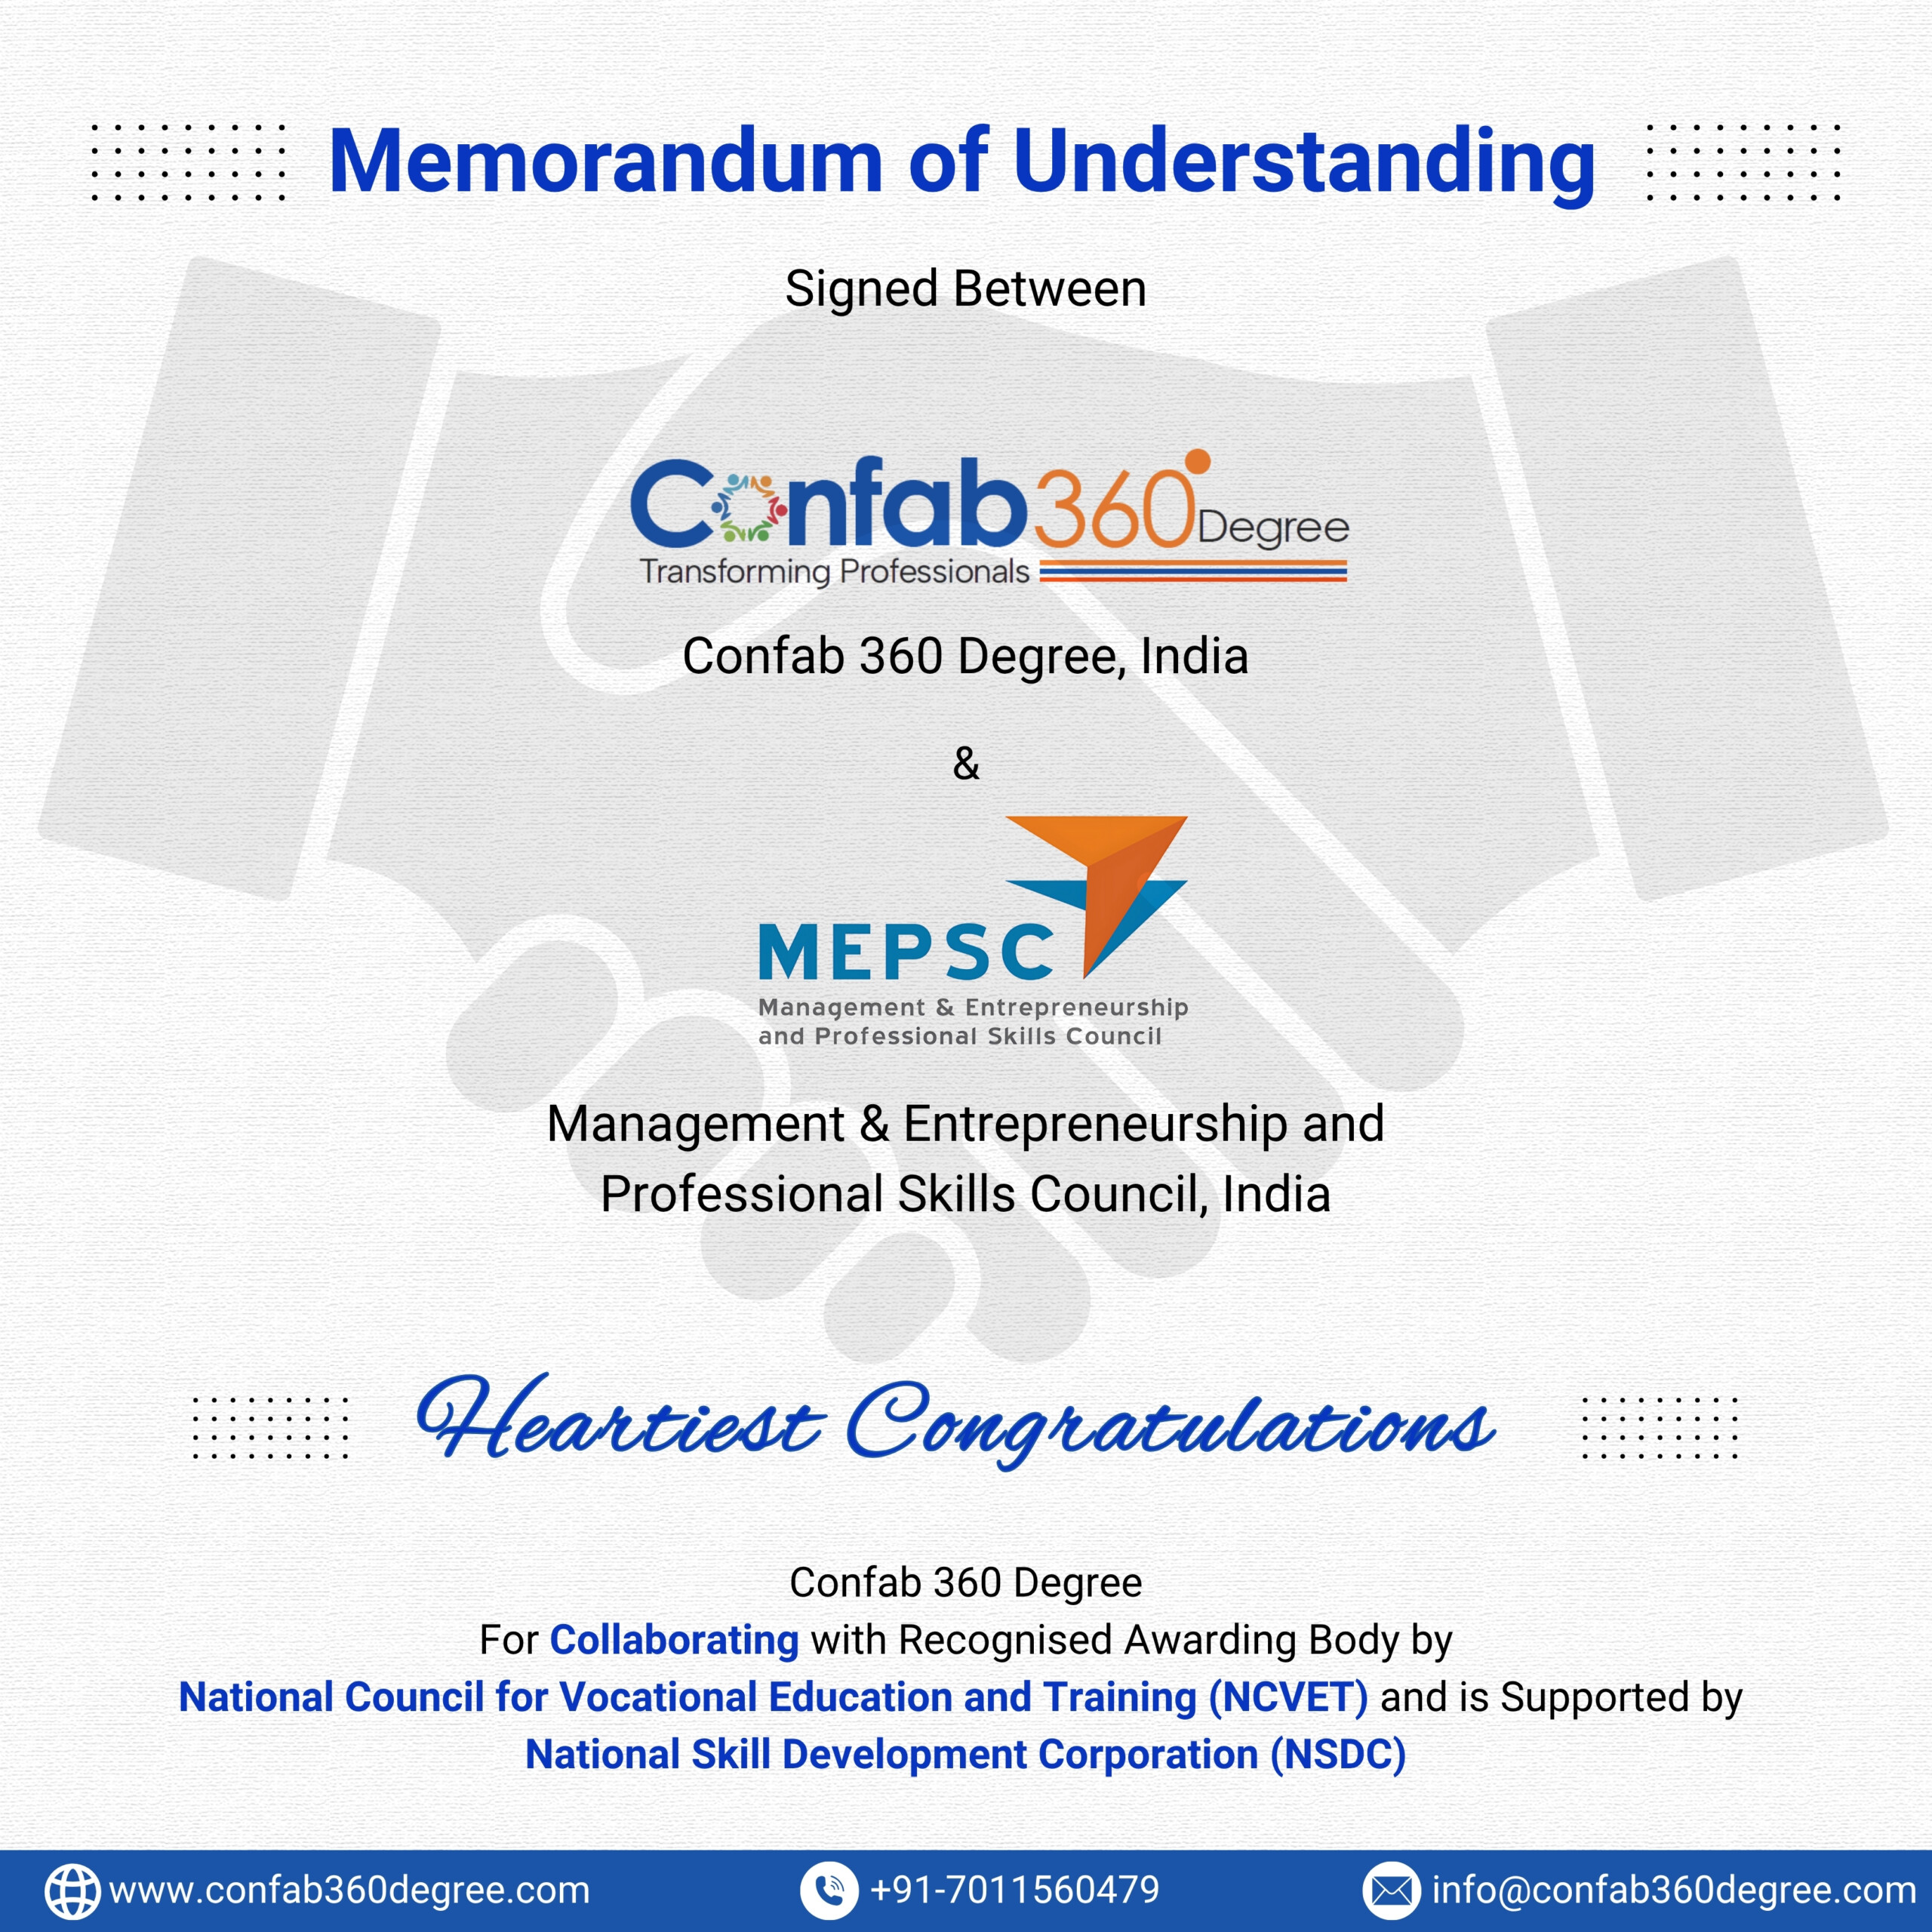 Memorandum of Understanding
Signed Between
Confab 360 Degree
Transforming Professionals
Confab 360 Degree, India
&
MEPSC
Management & Entrepreneurship
and Professional Skills Council
Management & Entrepreneurship and
Professional Skills Council, India
Heartiest Congratulations
Confab 360 Degree
For Collaborating with Recognised Awarding Body by
National Council for Vocational Education and Training (NCVET) and is Supported by
National Skill Development Corporation (NSDC)
www.confab360degree.com +91-7011560479 info@confab360degree.com